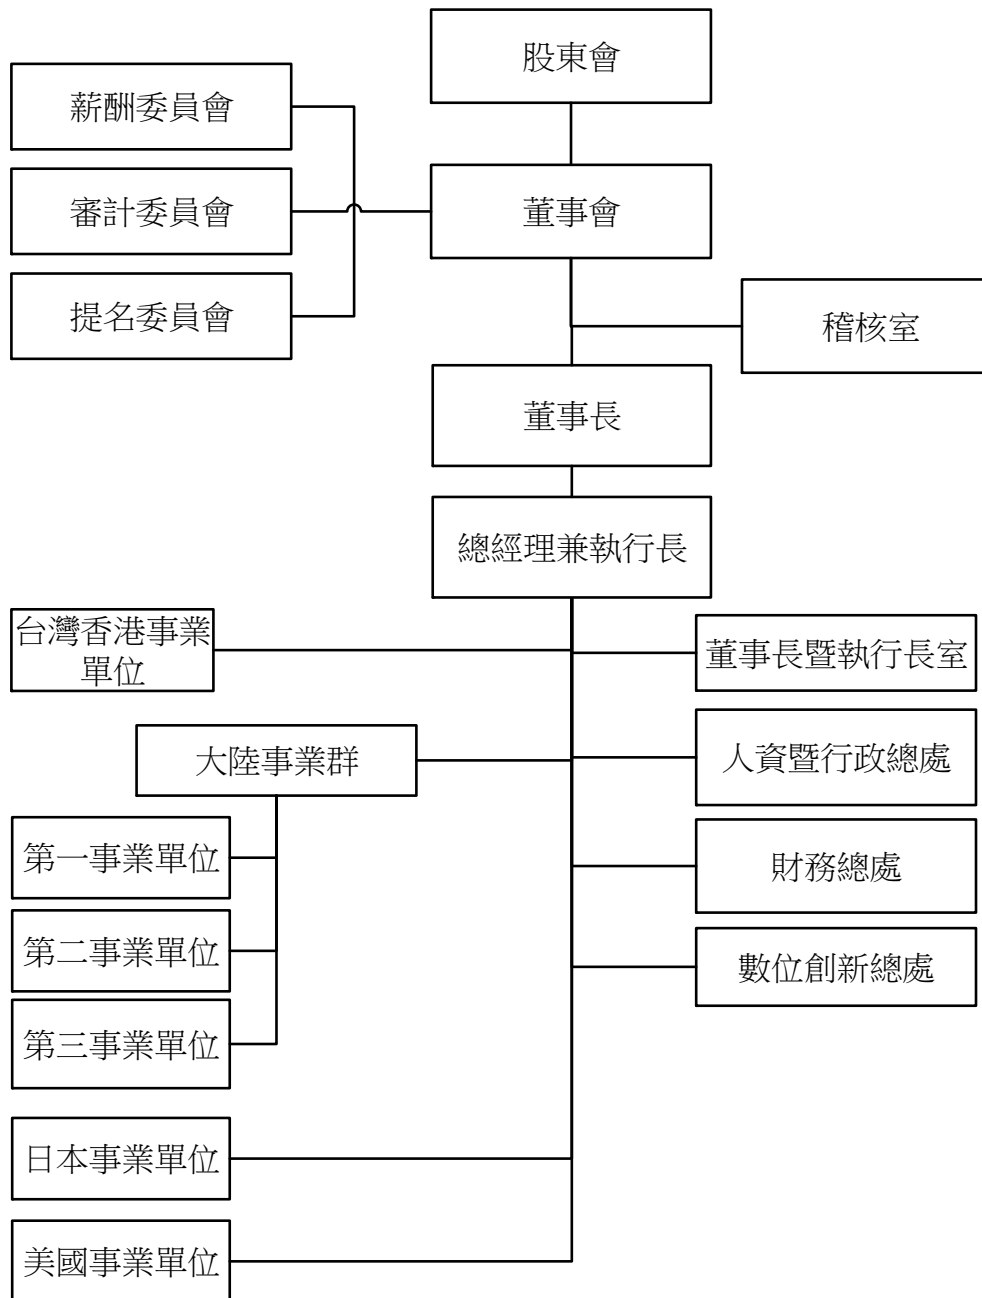 股東會
薪酬委員會
審計委員會
董事會
提名委員會
稽核室
董事長
總經理兼執行長
台灣香港事業
單位
董事長暨執行長室
大陸事業群
人資暨行政總處
第一事業單位
財務總處
第二事業單位
數位創新總處
第三事業單位
日本事業單位
美國事業單位